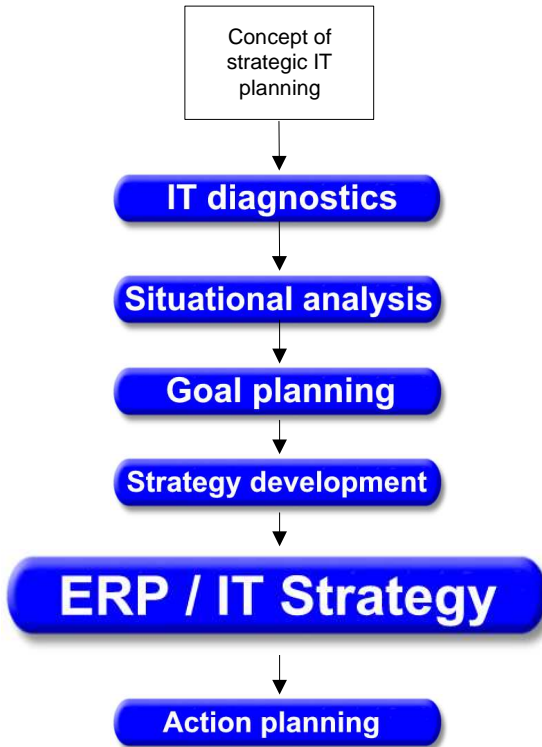 Concept of
strategic IT
planning
IT diagnostics
Situational analysis
Goal planning
Strategy development
ERP / IT Strategy
Action planning